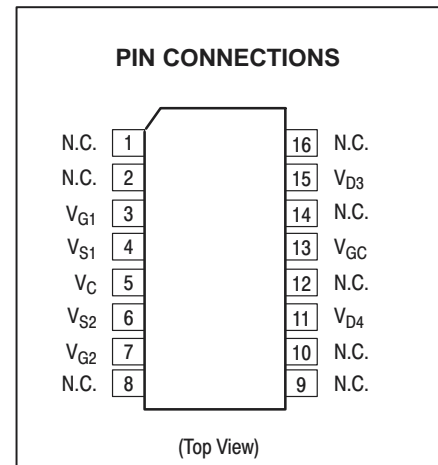 PIN CONNECTIONS
N.C. 1 16 N.C.
N.C. 2 15 VD3
VG1 3 14 N.C.
VS1 4 13 VGC
VC 5 12 N.C.
VS2 6 11 VD4
VG2 7 10 N.C.
N.C. 8 9 N.C.
(Top View)